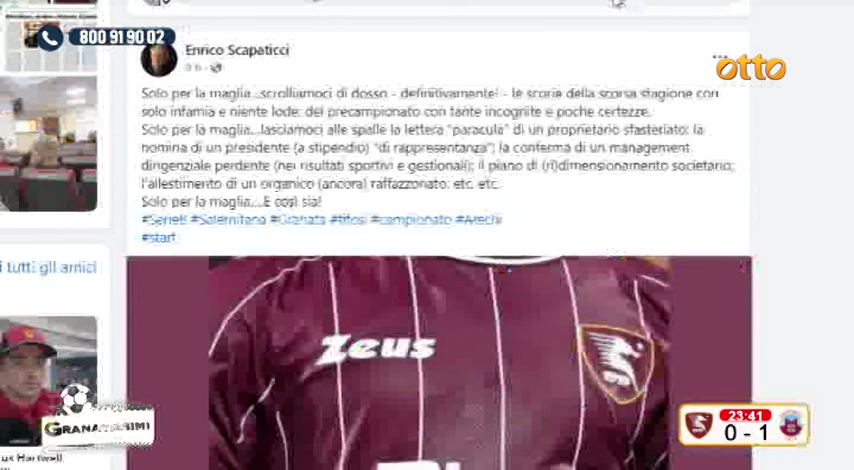 800 91 90 02
Enrico Scapaticci
otto
Solo per la maglia...scrolliamoci di dosso - definitivamente! - le scorie della scorsa stagione con
solo infamia e niente lode; del precampionato con tante incognite e poche certezze.
Solo per la maglia...lasciamoci alle spalle la lettera "paracula" di un proprietario sfasteriato; la
nomina di un presidente (a stipendio) "di rappresentanza"; la conferma di un management
dirigenziale perdente (nei risultati sportivi e gestionali); il piano di (ri)dimensionamento societario;
l'allestimento di un organico (ancora) raffazzonato; etc. etc.
Solo per la maglia...E così sia!
#SerieB #Salernitana #Granata #tifosi #campionato #Arechi
#start
i tutti gli amici
Zeus
GRANATISSIMI
23:41
0 - 1